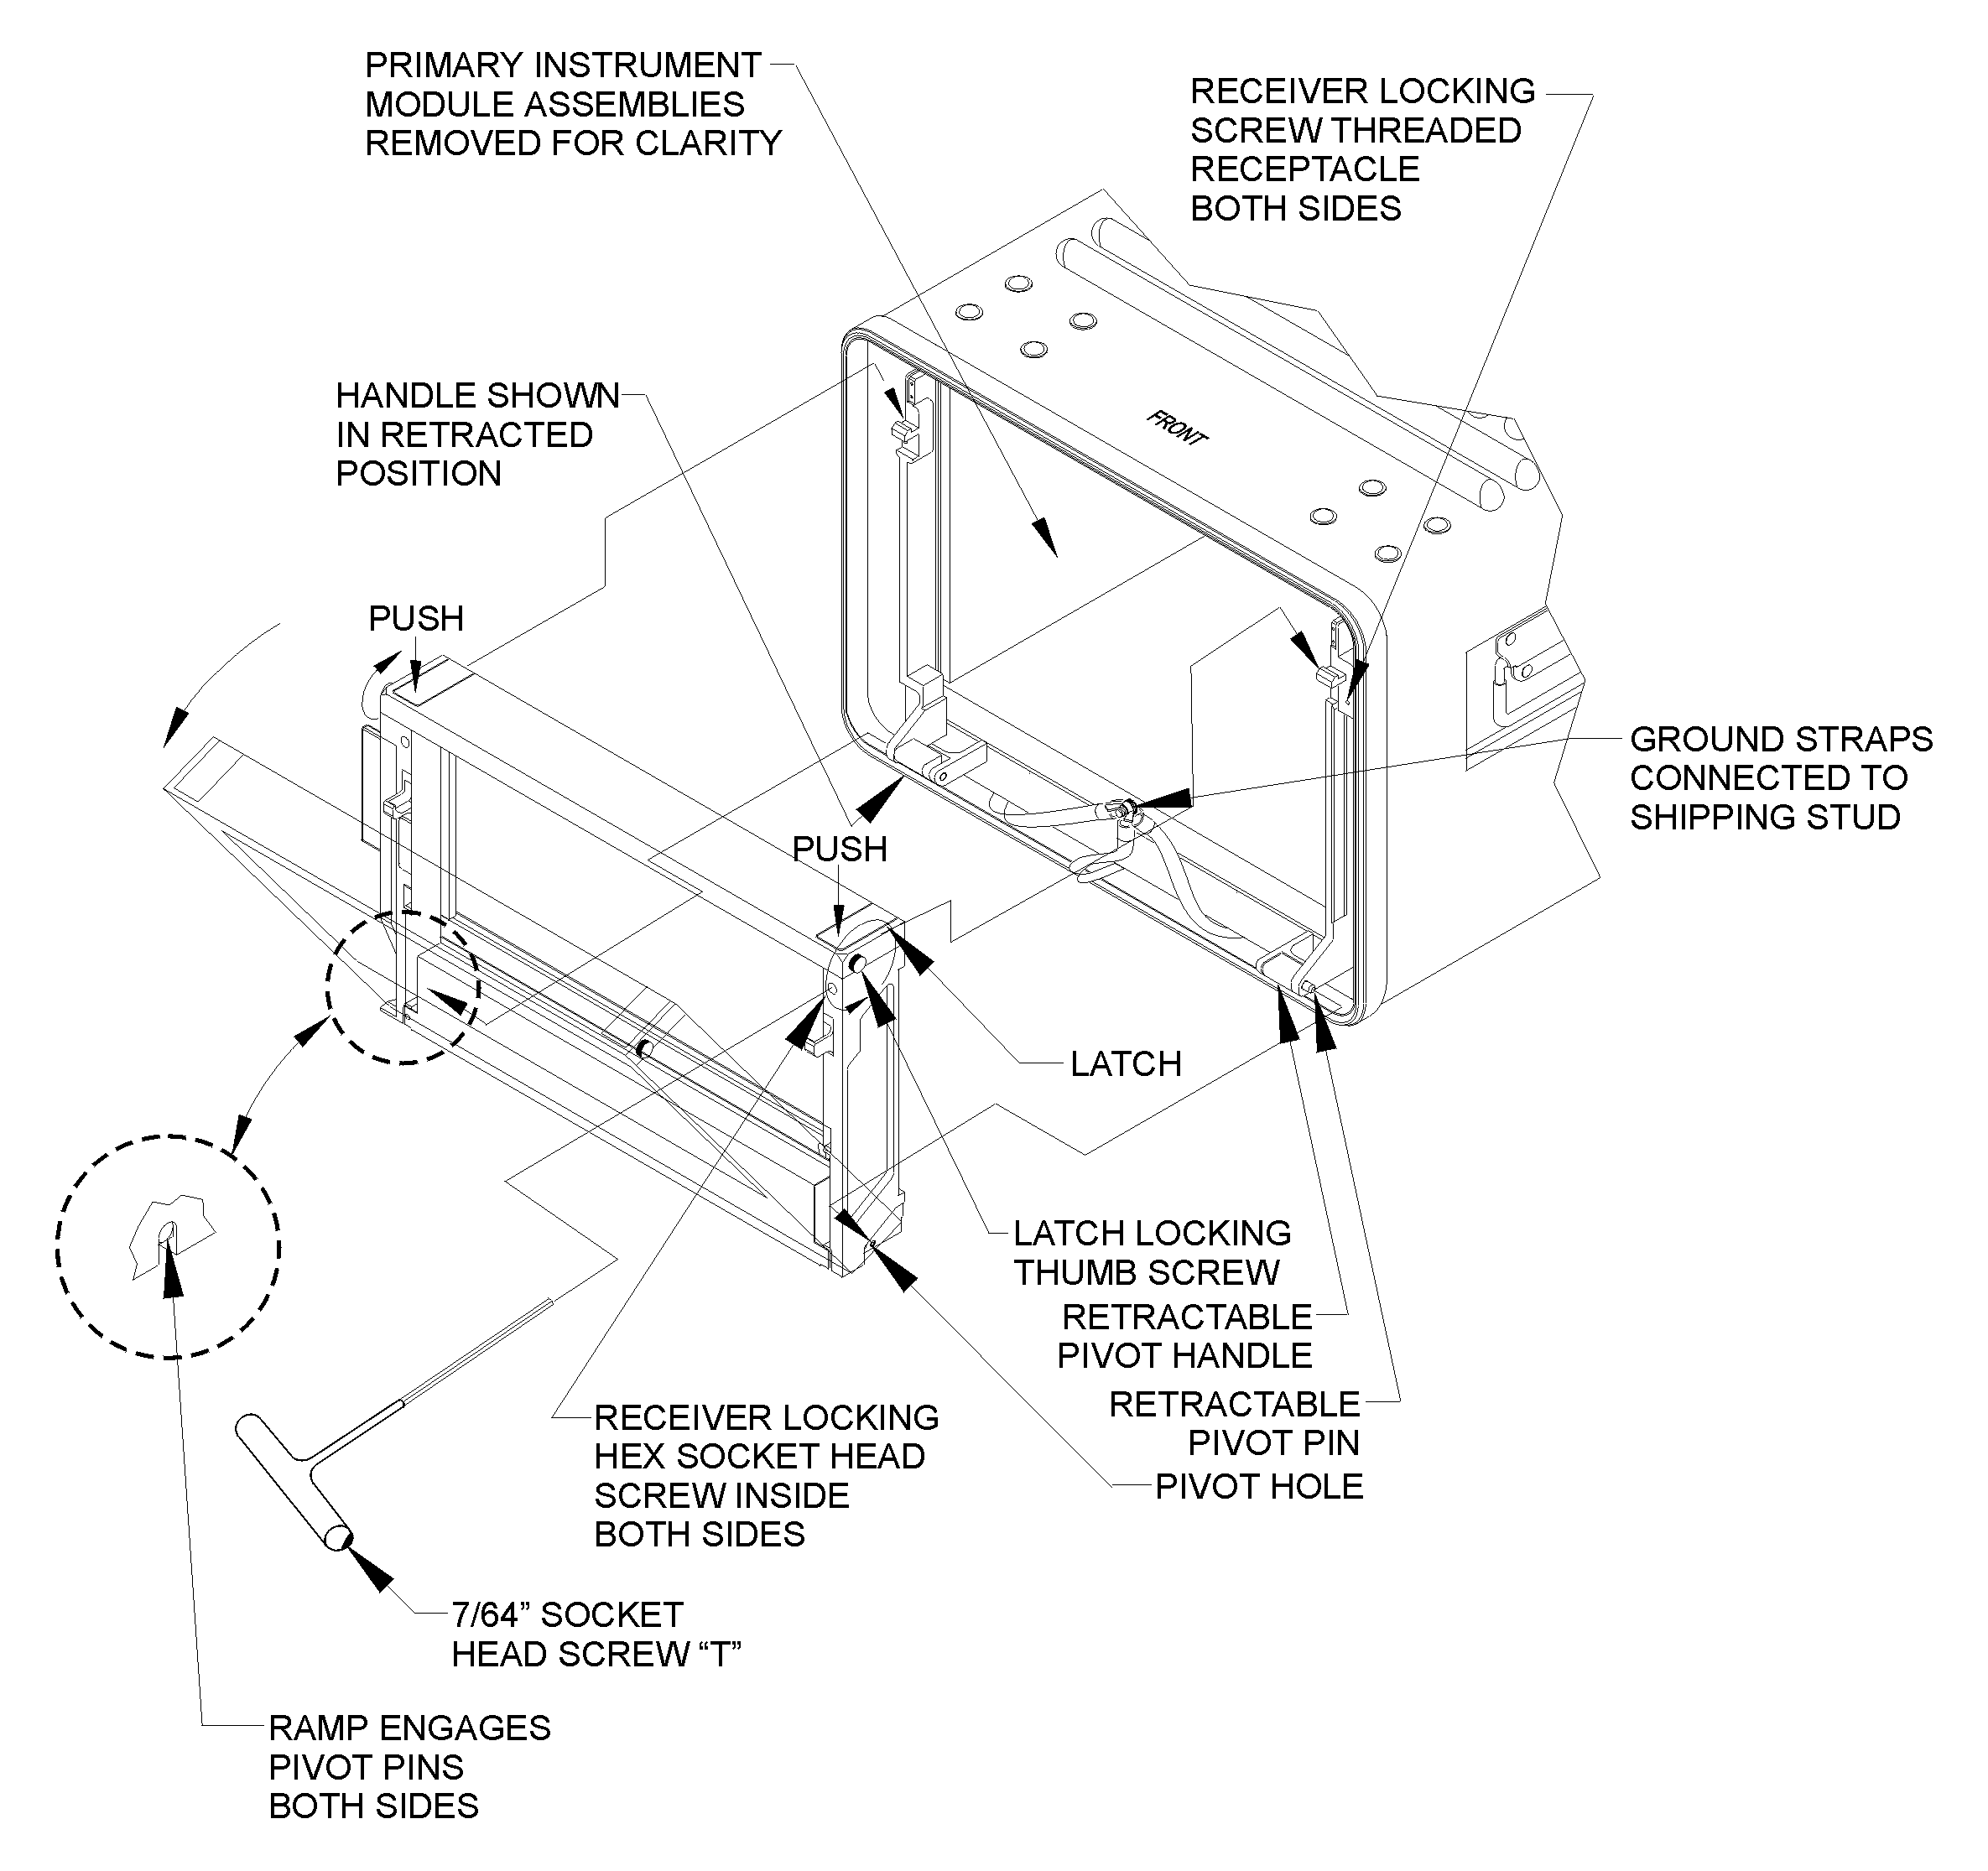 PRIMARY INSTRUMENT
MODULE ASSEMBLIES
REMOVED FOR CLARITY
RECEIVER LOCKING
SCREW THREADED
RECEPTACLE
BOTH SIDES
HANDLE SHOWN
IN RETRACTED
POSITION
FRONT
PUSH
GROUND STRAPS
CONNECTED TO
SHIPPING STUD
PUSH
LATCH
LATCH LOCKING
THUMB SCREW
RETRACTABLE
PIVOT HANDLE
RETRACTABLE
PIVOT PIN
PIVOT HOLE
RECEIVER LOCKING
HEX SOCKET HEAD
SCREW INSIDE
BOTH SIDES
7/64” SOCKET
HEAD SCREW “T”
RAMP ENGAGES
PIVOT PINS
BOTH SIDES